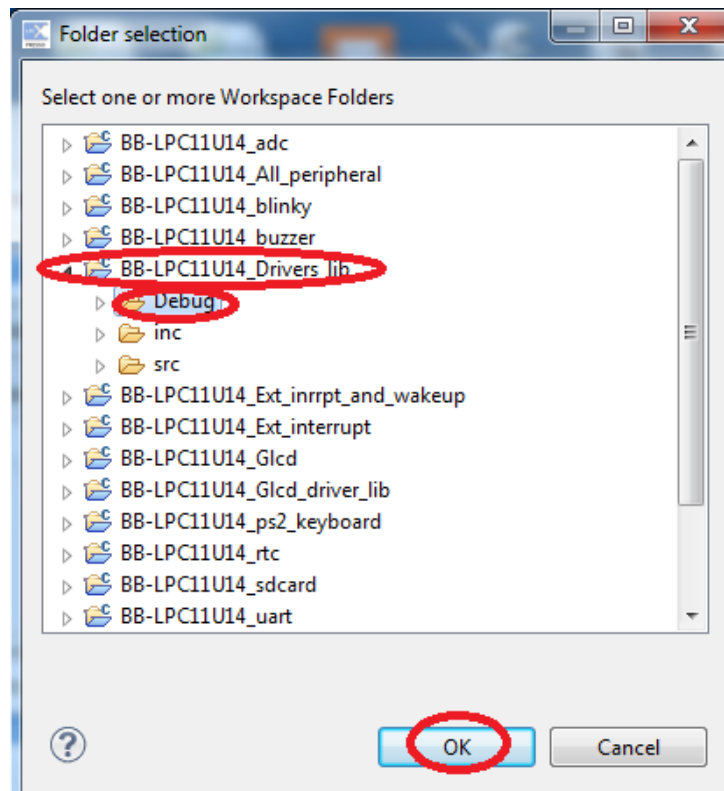 Folder selection
Select one or more Workspace Folders
BB-LPC11U14_adc
BB-LPC11U14_All_peripheral
BB-LPC11U14_blinky
BB-LPC11U14_buzzer
BB-LPC11U14_Drivers_lib
Debug
inc
src
BB-LPC11U14_Ext_inrrpt_and_wakeup
BB-LPC11U14_Ext_interrupt
BB-LPC11U14_Glcd
BB-LPC11U14_Glcd_driver_lib
BB-LPC11U14_ps2_keyboard
BB-LPC11U14_rtc
BB-LPC11U14_sdcard
BB-LPC11U14_uart
? OK Cancel